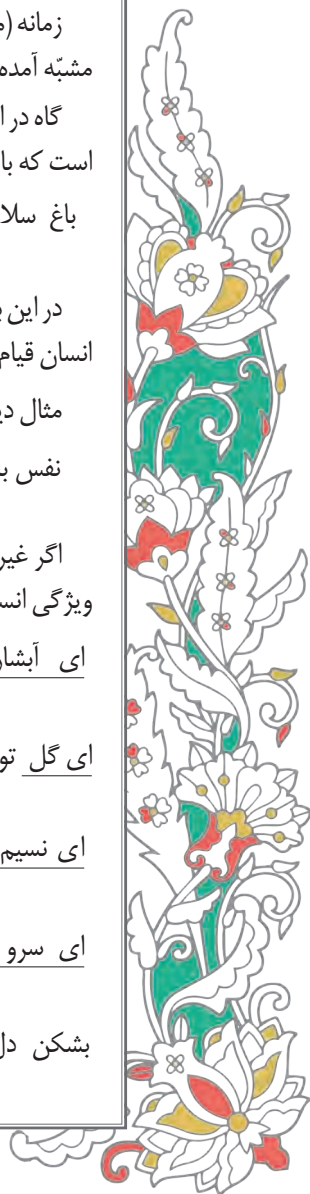 زمانه (م
مشبّه آمده
گاه در ا
است که با
باغ سلا
در این ب
انسان قیام
مثال دی
نفس با
اگر غیر
ویژگی انس
ای آبشار
ای گل تو
ای نسیم
ای سرو
بشکن دل